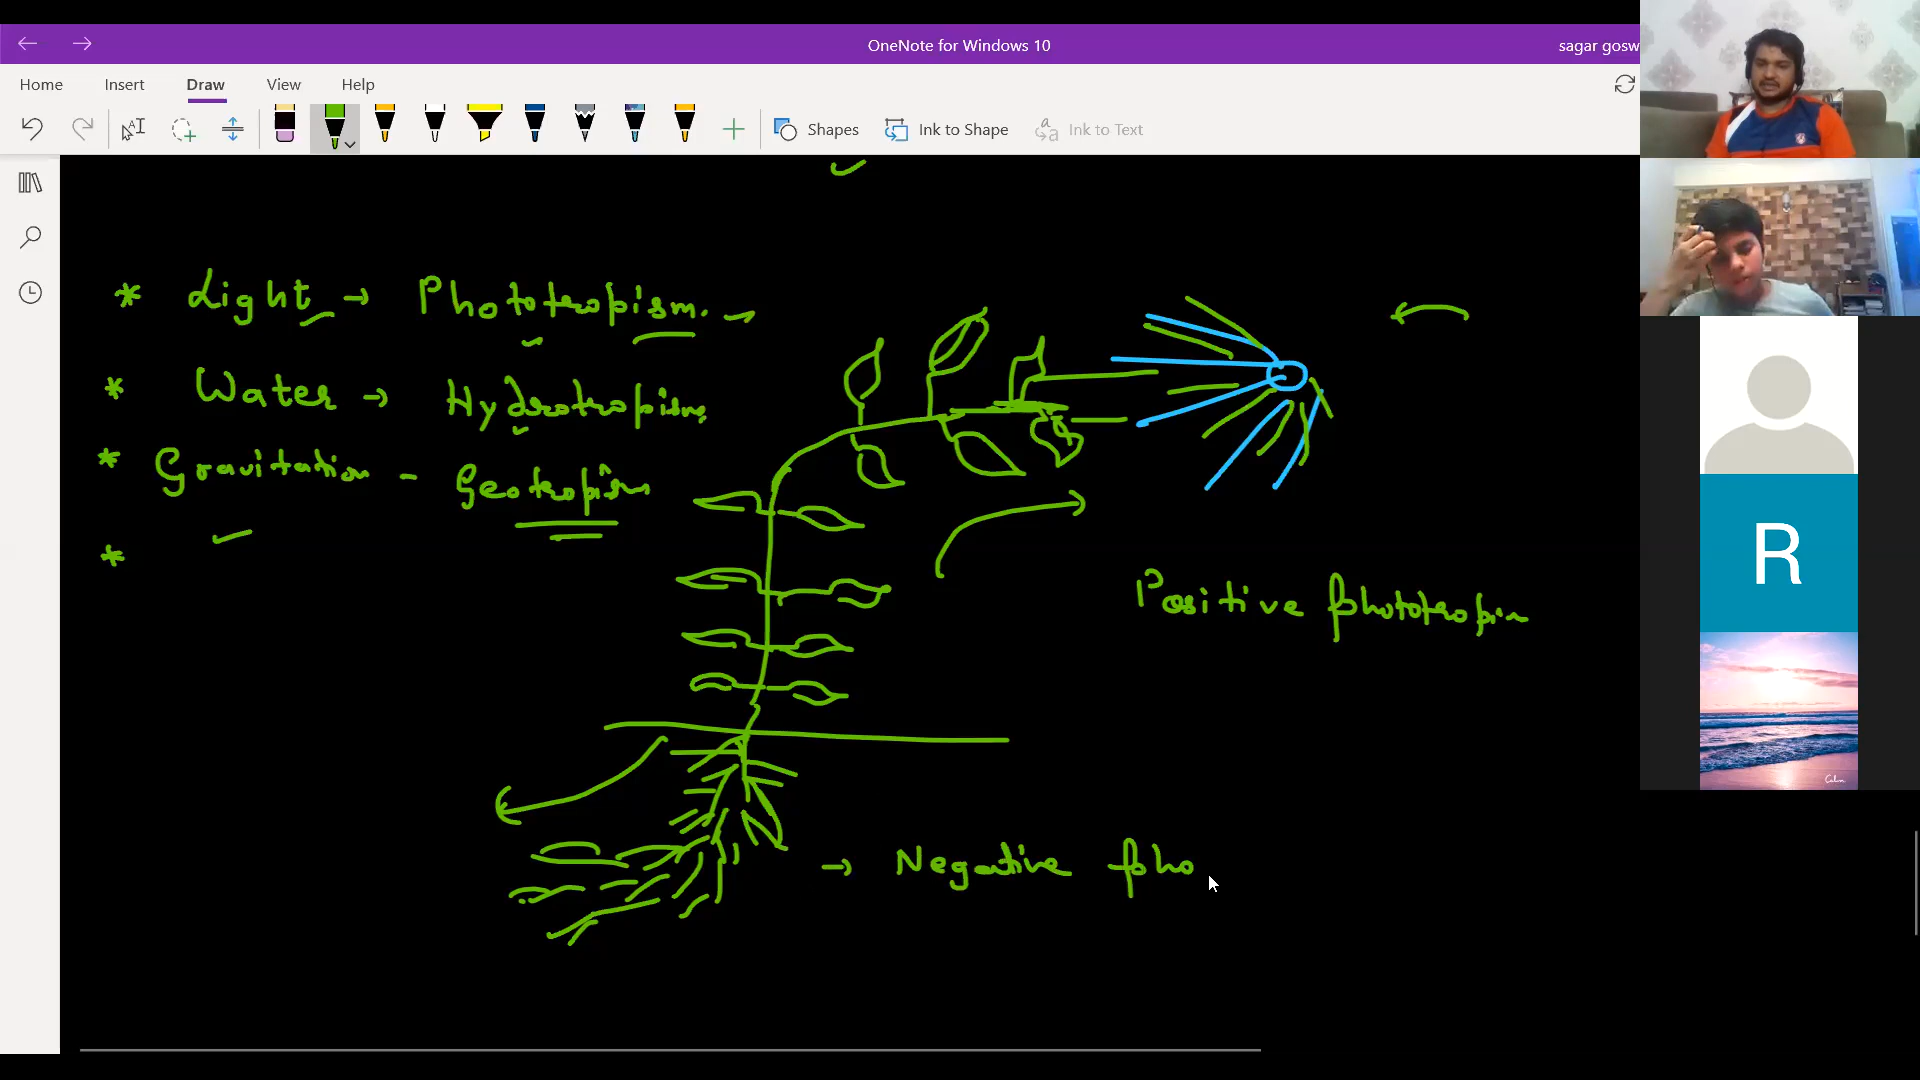 OneNote for Windows 10
sagar gosw
Home Insert Draw View Help
Shapes Ink to Shape Ink to Text
* Light → Phototropism.
* Water → Hydrotropism
* Gravitation - Geotropism
*
Positive phototropism
→ Negative pho
R
Calm